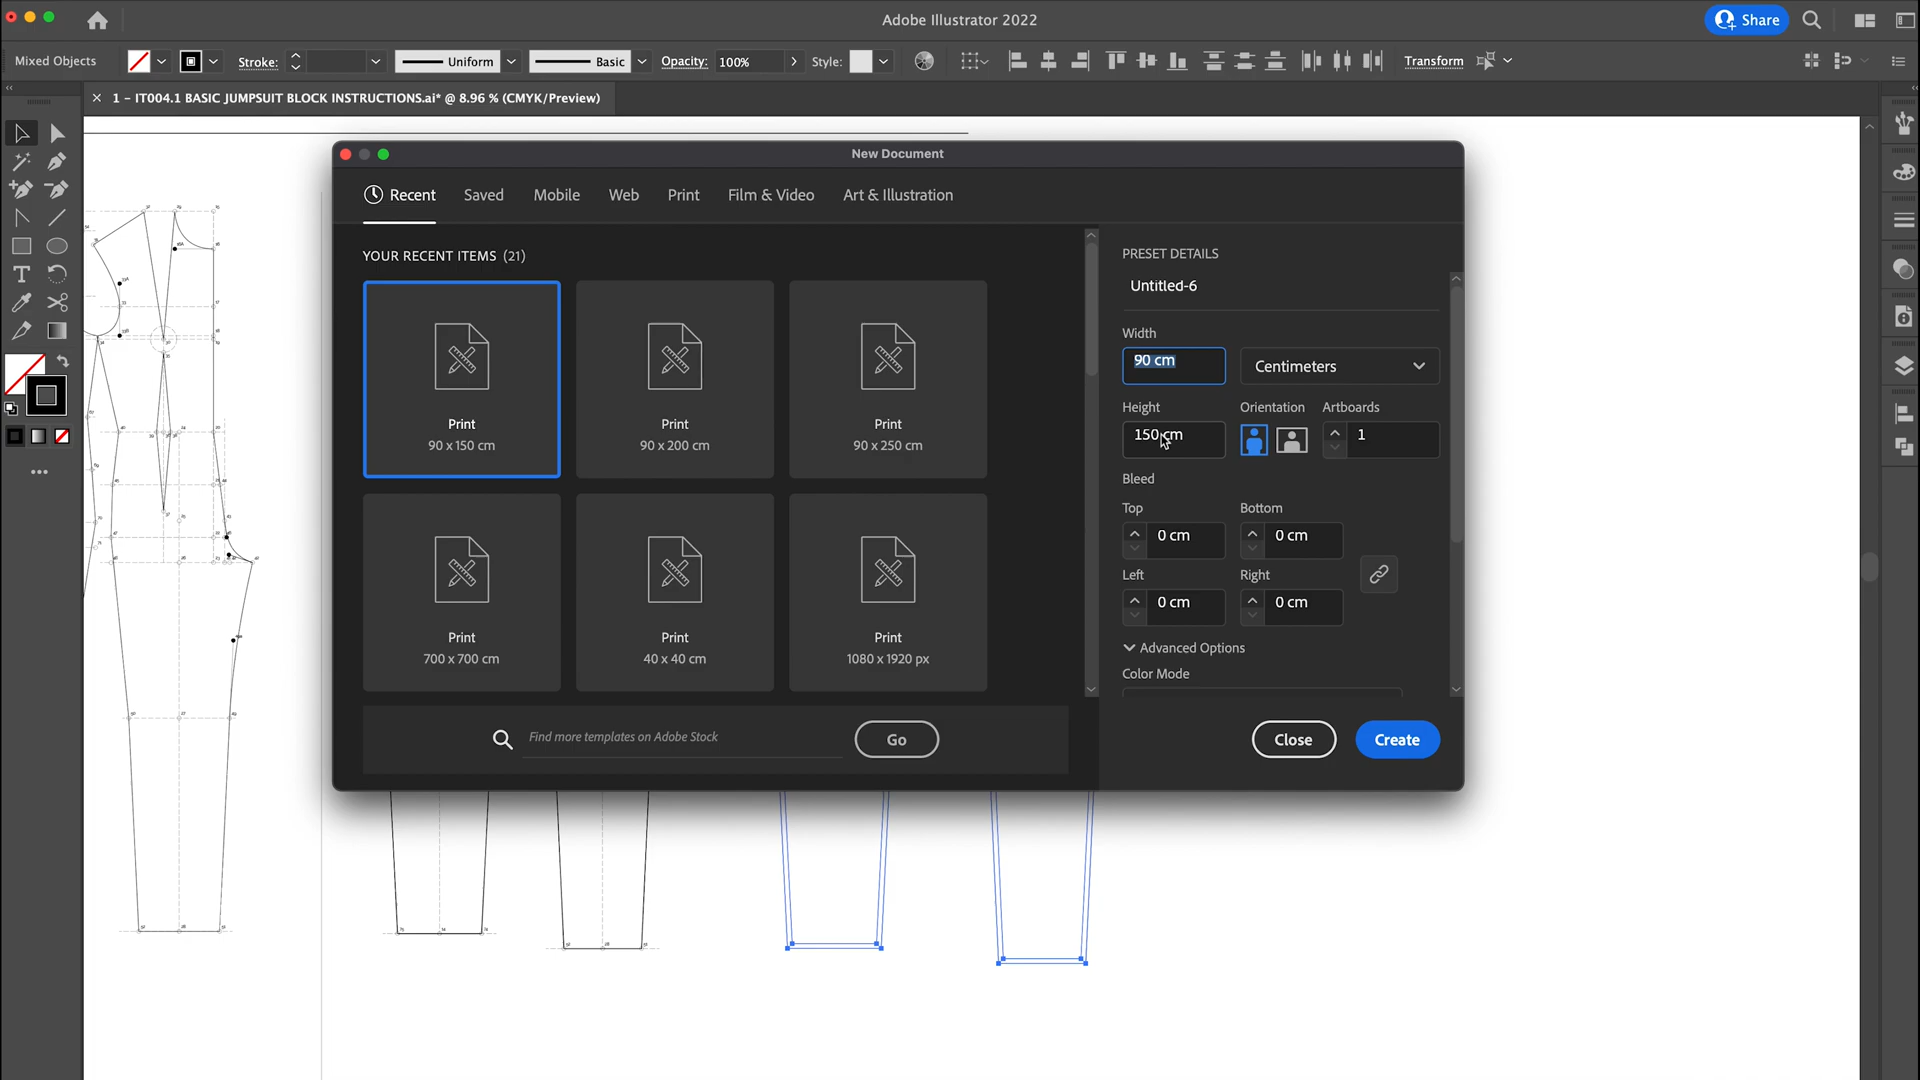 Adobe Illustrator 2022
Share
Mixed Objects
Stroke:
Uniform
Basic
Opacity:
100%
Style:
Transform
1 – IT004.1 BASIC JUMPSUIT BLOCK INSTRUCTIONS.ai* @ 8.96 % (CMYK/Preview)
New Document
Recent
Saved
Mobile
Web
Print
Film & Video
Art & Illustration
YOUR RECENT ITEMS (21)
Print
90 x 150 cm
Print
90 x 200 cm
Print
90 x 250 cm
Print
700 x 700 cm
Print
40 x 40 cm
Print
1080 x 1920 px
Find more templates on Adobe Stock
Go
PRESET DETAILS
Untitled-6
Width
90 cm
Centimeters
Height
Orientation
Artboards
150 cm
1
Bleed
Top
Bottom
0 cm
0 cm
Left
Right
0 cm
0 cm
Advanced Options
Color Mode
Close
Create